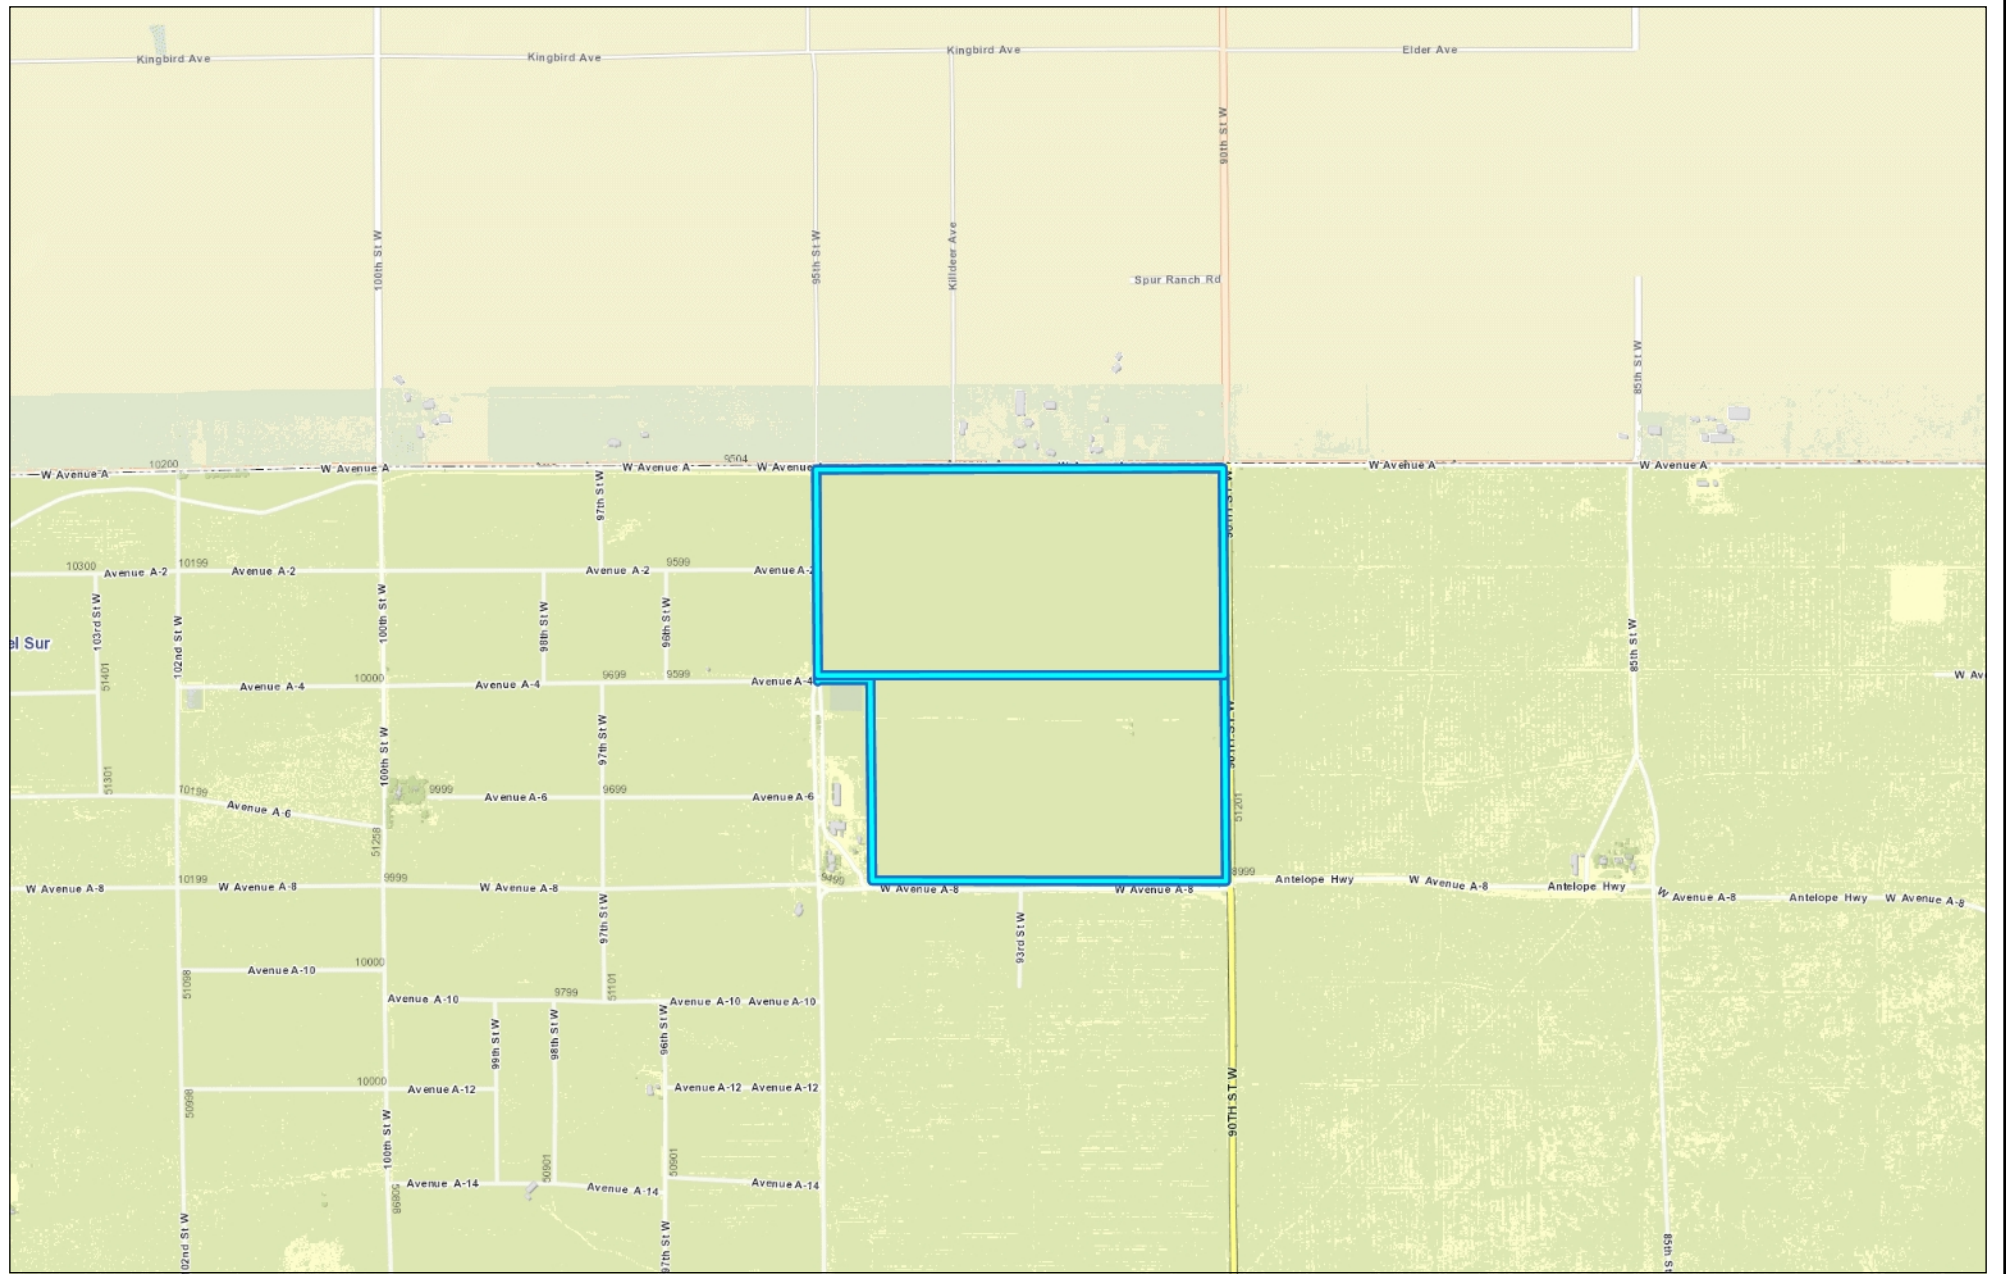 Kingbird Ave
Kingbird Ave
Kingbird Ave
Elder Ave
90th St W
100th St W
95th St W
Killdeer Ave
Spur Ranch Rd
85th St W
W Avenue A
10200
W Avenue A
W Avenue A
9504
W Avenue
W Avenue A
W Avenue A
97th St W
10300
Avenue A-2
10199
Avenue A-2
Avenue A-2
9599
Avenue A-2
103rd St W
102nd St W
100th St W
98th St W
96th St W
85th St W
el Sur
51401
Avenue A-4
10000
Avenue A-4
9699
9599
Avenue A-4
W Av
90TH ST W
100th St W
97th St W
51301
10199
Avenue A-6
9999
Avenue A-6
9699
Avenue A-6
51201
51258
W Avenue A-8
10199
W Avenue A-8
9999
W Avenue A-8
9499
W Avenue A-8
W Avenue A-8
8999
Antelope Hwy
W Avenue A-8
Antelope Hwy
W Avenue A-8
Antelope Hwy
W Avenue A-8
97th St W
93rd St W
51098
Avenue A-10
10000
Avenue A-10
9799
51101
Avenue A-10
Avenue A-10
99th St W
98th St W
96th St W
50998
10000
Avenue A-12
Avenue A-12
Avenue A-12
90TH ST W
100th St W
50901
50901
Avenue A-14
Avenue A-14
Avenue A-14
50898
02nd St W
97th St W
85th St